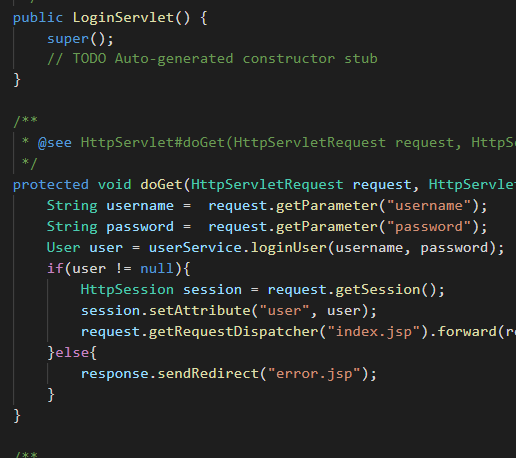 public LoginServlet() {
super();
// TODO Auto-generated constructor stub
}
/**
* @see HttpServlet#doGet(HttpServletRequest request, HttpS
*/
protected void doGet(HttpServletRequest request, HttpServlet
String username =  request.getParameter("username");
String password =  request.getParameter("password");
User user = userService.loginUser(username, password);
if(user != null){
HttpSession session = request.getSession();
session.setAttribute("user", user);
request.getRequestDispatcher("index.jsp").forward(re
}else{
response.sendRedirect("error.jsp");
}
}
/**